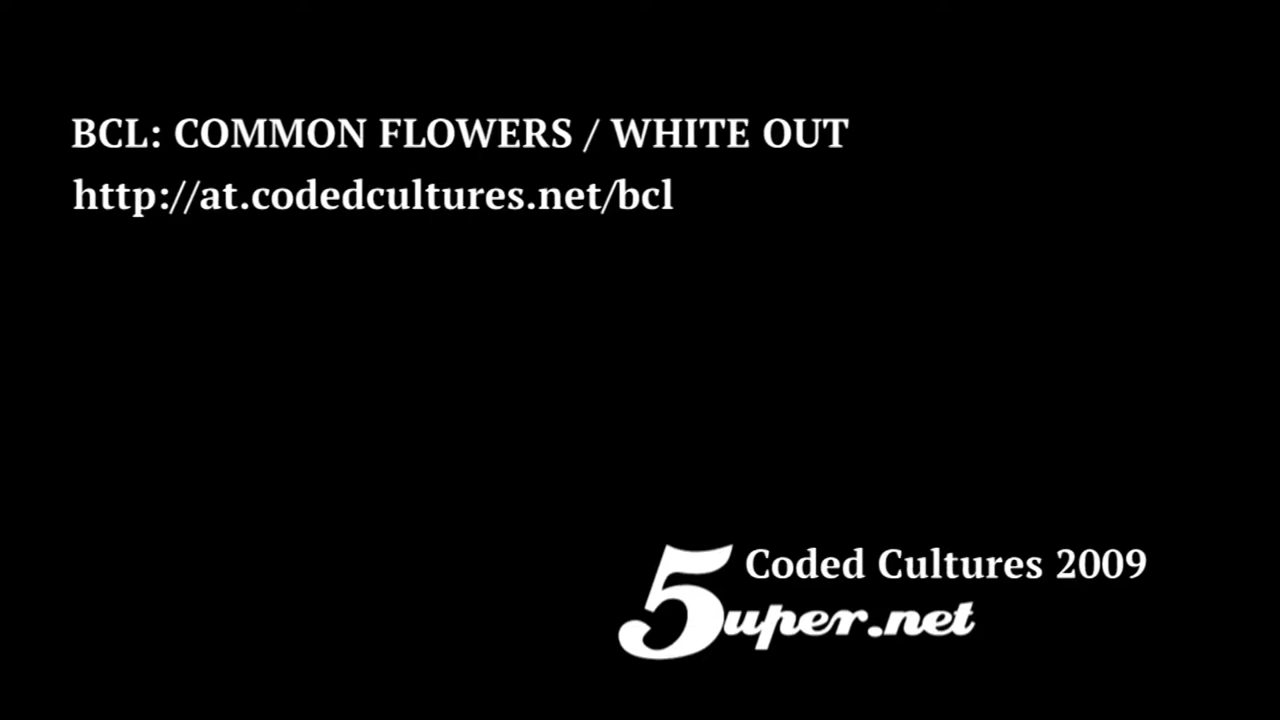 BCL: COMMON FLOWERS / WHITE OUT
http://at.codedcultures.net/bcl
Coded Cultures 2009
5uper.net